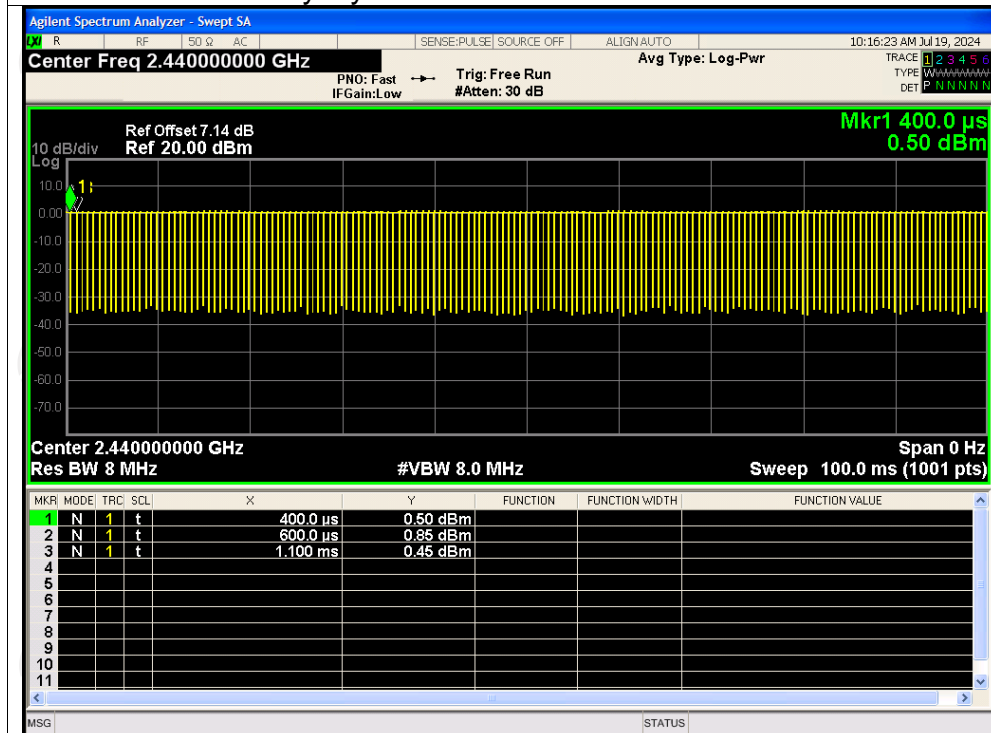 Agilent Spectrum Analyzer - Swept SA
LXI R RF 50 Ω AC SENSE:PULSE SOURCE OFF ALIGN AUTO 10:16:23 AM Jul 19, 2024
Center Freq 2.440000000 GHz Avg Type: Log-Pwr TRACE 1 2 3 4 5 6
PNO: Fast Trig: Free Run TYPE W
IFGain:Low #Atten: 30 dB DET P N N N N N
Mkr1 400.0 µs
0.50 dBm
Ref Offset 7.14 dB
10 dB/div Ref 20.00 dBm
Log
10.0
1
0.00
-10.0
-20.0
-30.0
-40.0
-50.0
-60.0
-70.0
Center 2.440000000 GHz Span 0 Hz
Res BW 8 MHz #VBW 8.0 MHz Sweep 100.0 ms (1001 pts)
MKR MODE TRC SCL X Y FUNCTION FUNCTION WIDTH FUNCTION VALUE
1 N 1 t 400.0 µs 0.50 dBm
2 N 1 t 600.0 µs 0.85 dBm
3 N 1 t 1.100 ms 0.45 dBm
4
5
6
7
8
9
10
11
MSG STATUS